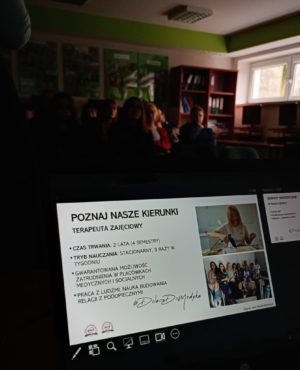 POZNAJ NASZE KIERUNKI
TERAPEUTA ZAJĘCIOWY
• CZAS TRWANIA: 2 LATA (4 SEMESTRY)
• TRYB NAUCZANIA: STACJONARNY, 3 RAZY W
TYGODNIU
• GWARANTOWANA MOŻLIWOŚĆ
ZATRUDNIENIA W PLACÓWKACH
MEDYCZNYCH I SOCJALNYCH
• PRACA Z LUDŹMI, NAUKA BUDOWANIA
RELACJI Z PODOPIECZNYMI